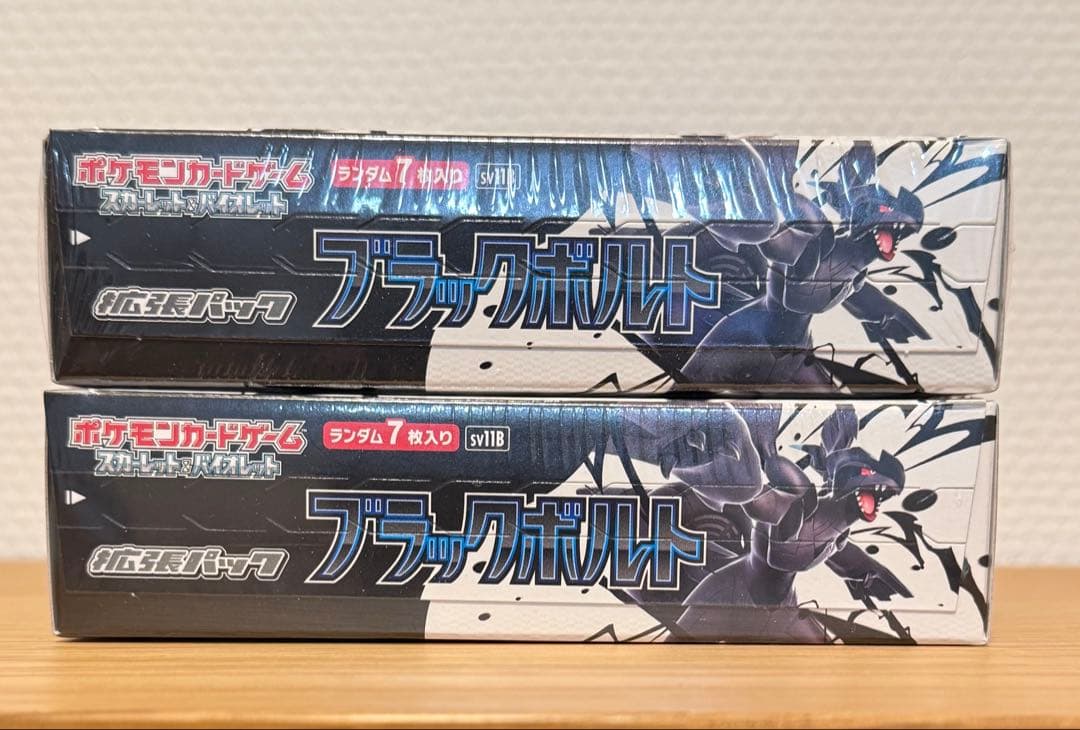 ポケモンカードゲーム
スカーレット&バイオレット
ランダム7枚入り sv11B
拡張パック
ブラックボルト
ポケモンカードゲーム
スカーレット&バイオレット
ランダム7枚入り sv11B
拡張パック
ブラックボルト